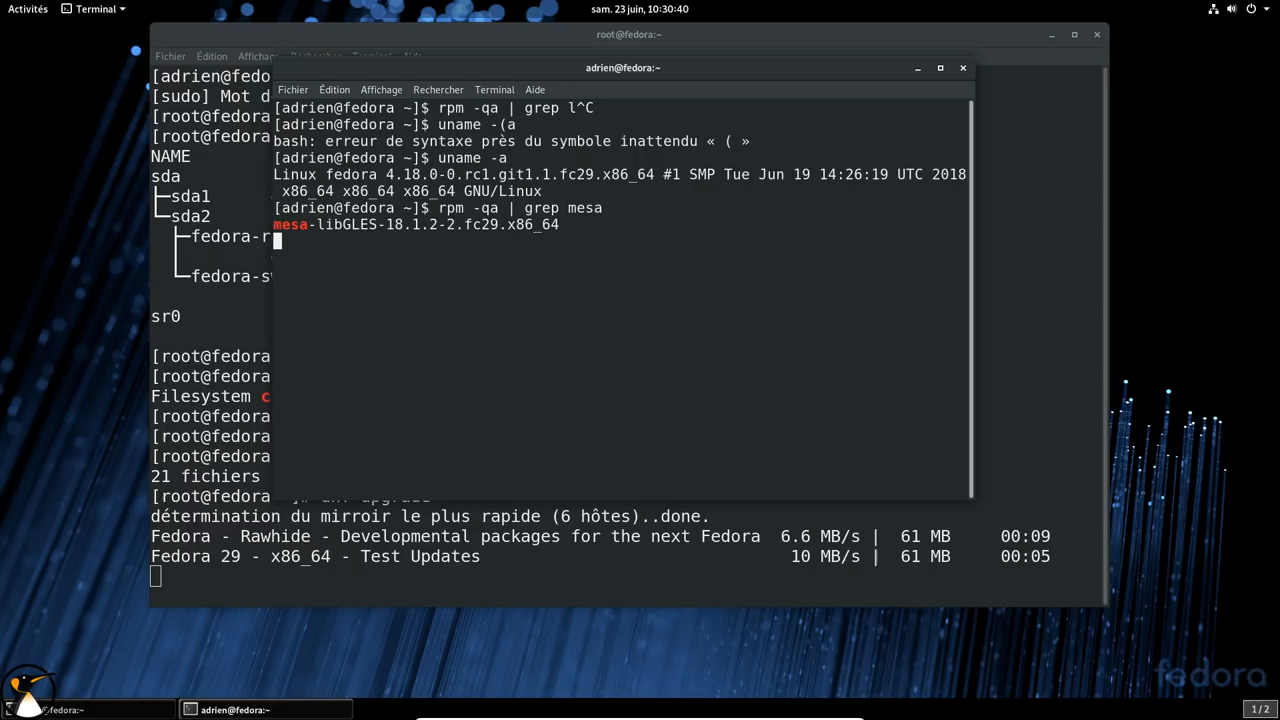 Activités
Terminal
sam. 23 juin, 10:30:40
root@fedora:~
Fichier Édition Affichage Rechercher Terminal Aide
[adrien@fedo
[sudo] Mot d
[root@fedora
[root@fedora
NAME
sda
├─sda1
└─sda2
├─fedora-r
└─fedora-sw
sr0
[root@fedora
[root@fedora
Filesystem c
[root@fedora
[root@fedora
[root@fedora
21 fichiers
[root@fedora
détermination du mirroir le plus rapide (6 hôtes)..done.
Fedora - Rawhide - Developmental packages for the next Fedora 6.6 MB/s | 61 MB 00:09
Fedora 29 - x86_64 - Test Updates 10 MB/s | 61 MB 00:05
adrien@fedora:~
Fichier Édition Affichage Rechercher Terminal Aide
[adrien@fedora ~]$ rpm -qa | grep l^C
[adrien@fedora ~]$ uname -(a
bash: erreur de syntaxe près du symbole inattendu « ( »
[adrien@fedora ~]$ uname -a
Linux fedora 4.18.0-0.rc1.git1.1.fc29.x86_64 #1 SMP Tue Jun 19 14:26:19 UTC 2018
x86_64 x86_64 x86_64 GNU/Linux
[adrien@fedora ~]$ rpm -qa | grep mesa
mesa-libGLES-18.1.2-2.fc29.x86_64
fedora
fedora:~
adrien@fedora:~
1/2